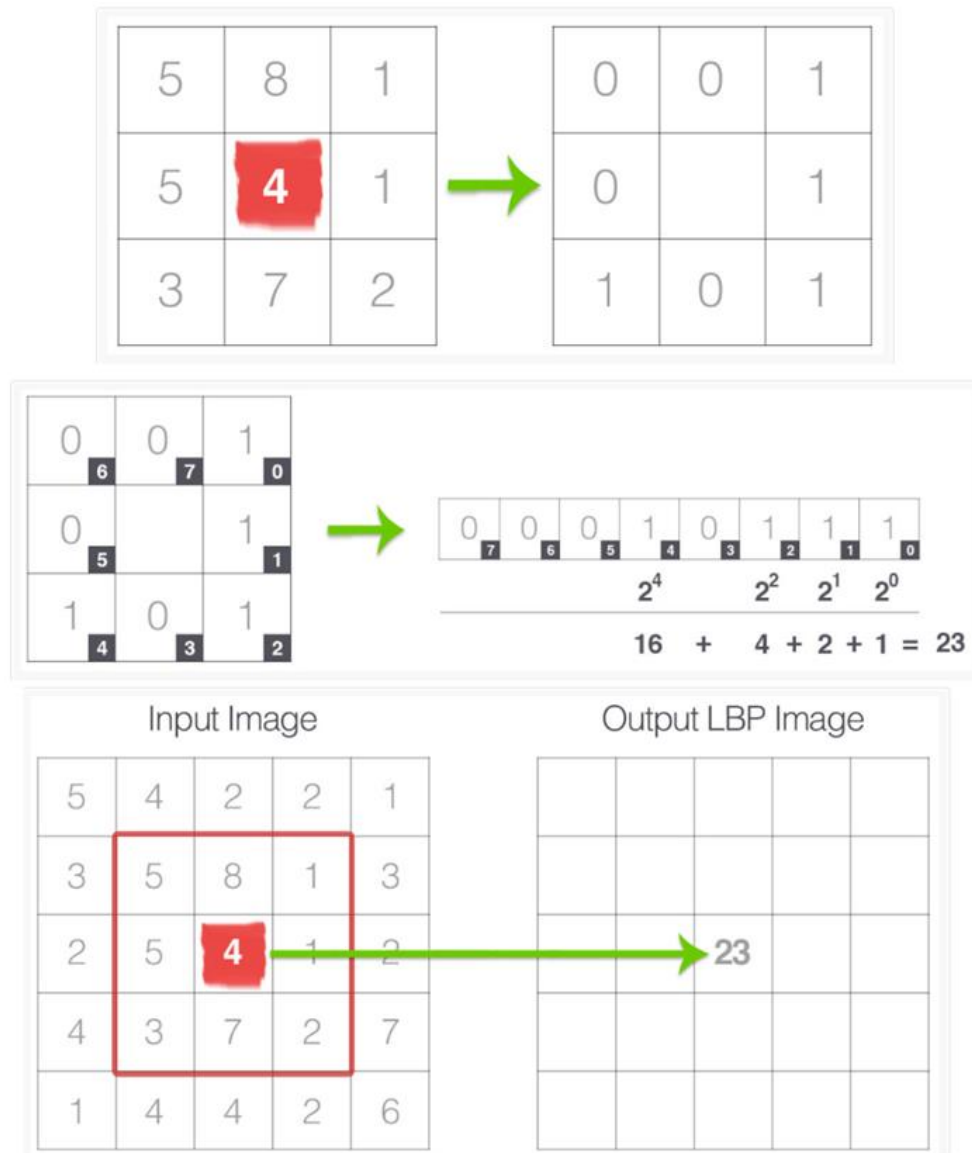 5 8 1 0 0 1
5 4 1 0 1
3 7 2 1 0 1
0 6 0 7 1 0
0 5 1 1
0 7 0 6 0 5 1 4 0 3 1 2 1 1 1 0
2^4 2^2 2^1 2^0
1 4 0 3 1 2
16 + 4 + 2 + 1 = 23
Input Image Output LBP Image
5 4 2 2 1
3 5 8 1 3
2 5 4 1 2 23
4 3 7 2 7
1 4 4 2 6